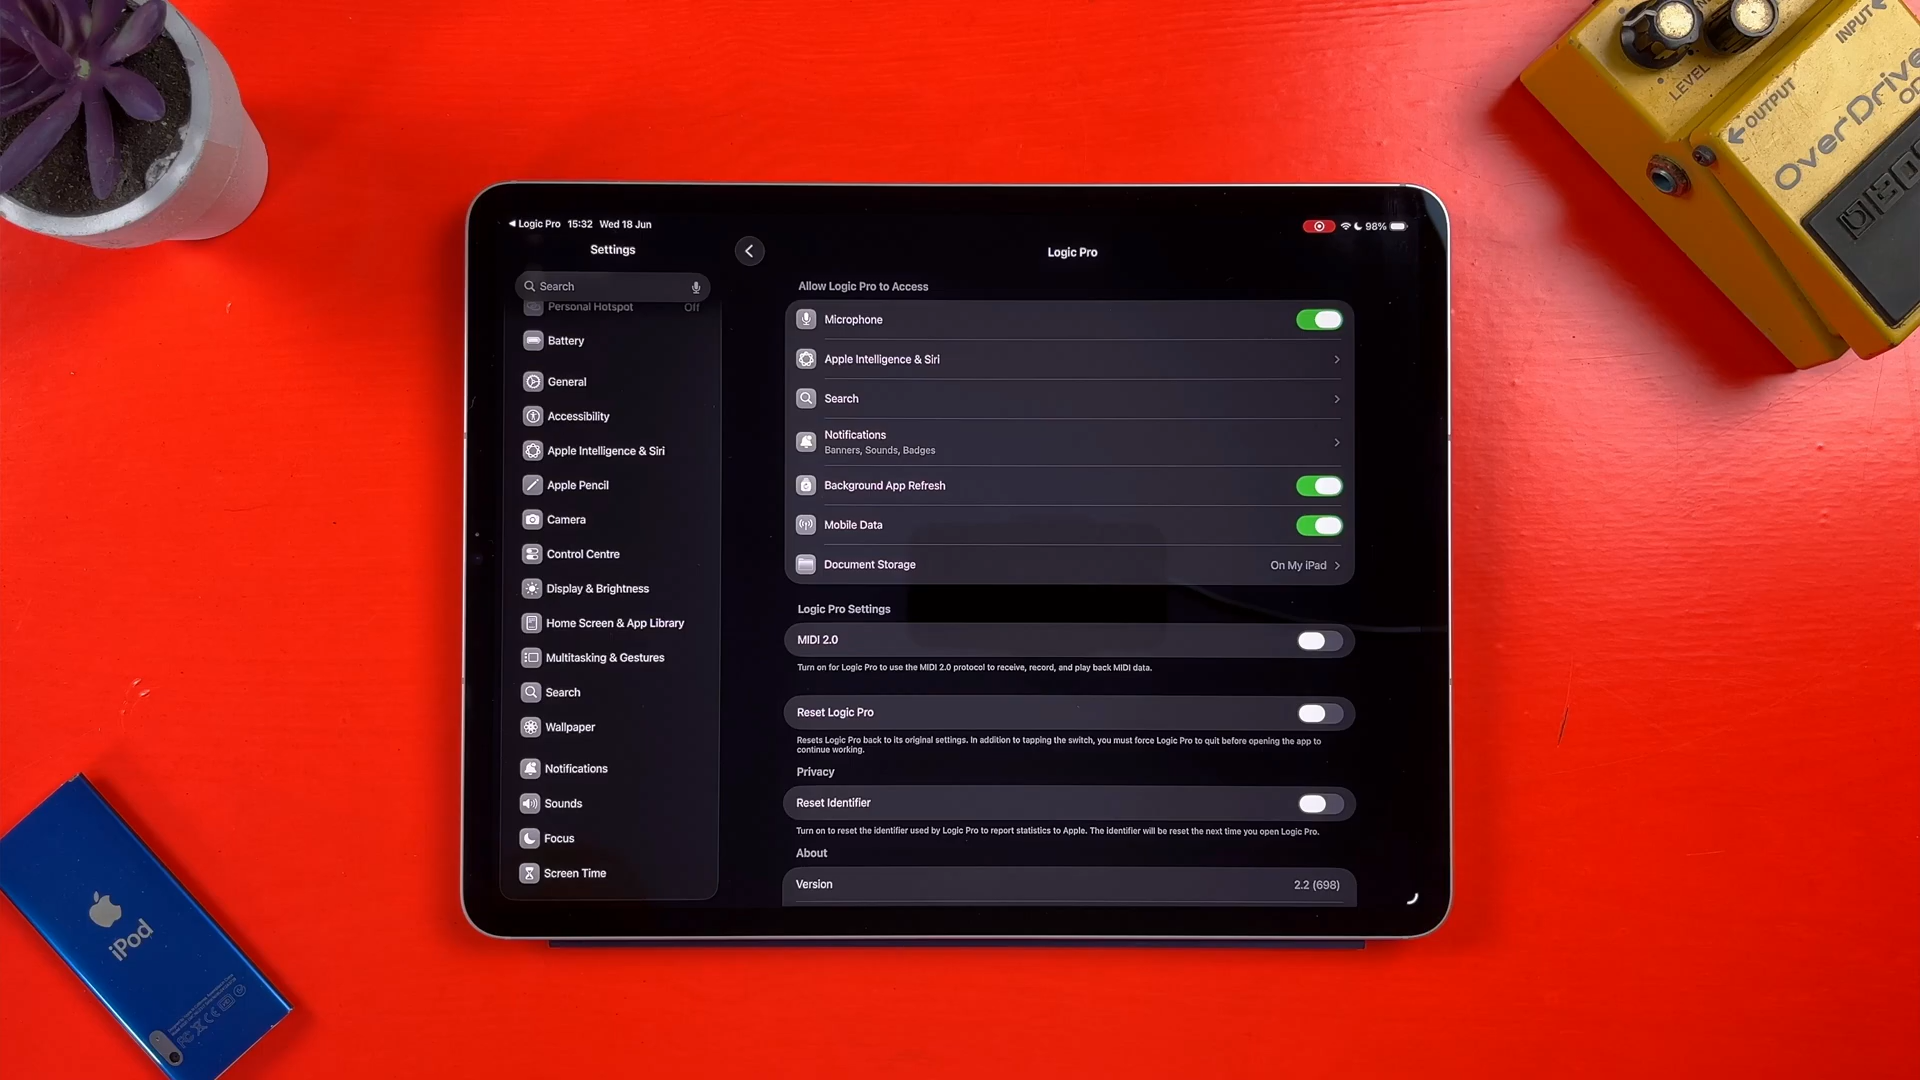 ◀ Logic Pro 15:32 Wed 18 Jun
98%
Settings
Search
Personal Hotspot Off
Battery
General
Accessibility
Apple Intelligence & Siri
Apple Pencil
Camera
Control Centre
Display & Brightness
Home Screen & App Library
Multitasking & Gestures
Search
Wallpaper
Notifications
Sounds
Focus
Screen Time
Logic Pro
Allow Logic Pro to Access
Microphone
Apple Intelligence & Siri
Search
Notifications
Banners, Sounds, Badges
Background App Refresh
Mobile Data
Document Storage On My iPad
Logic Pro Settings
MIDI 2.0
Turn on for Logic Pro to use the MIDI 2.0 protocol to receive, record, and play back MIDI data.
Reset Logic Pro
Resets Logic Pro back to its original settings. In addition to tapping the switch, you must force Logic Pro to quit before opening the app to
continue working.
Privacy
Reset Identifier
Turn on to reset the identifier used by Logic Pro to report statistics to Apple. The identifier will be reset the next time you open Logic Pro.
About
Version 2.2 (698)
LEVEL
INPUT
OUTPUT
OverDrive
iPod